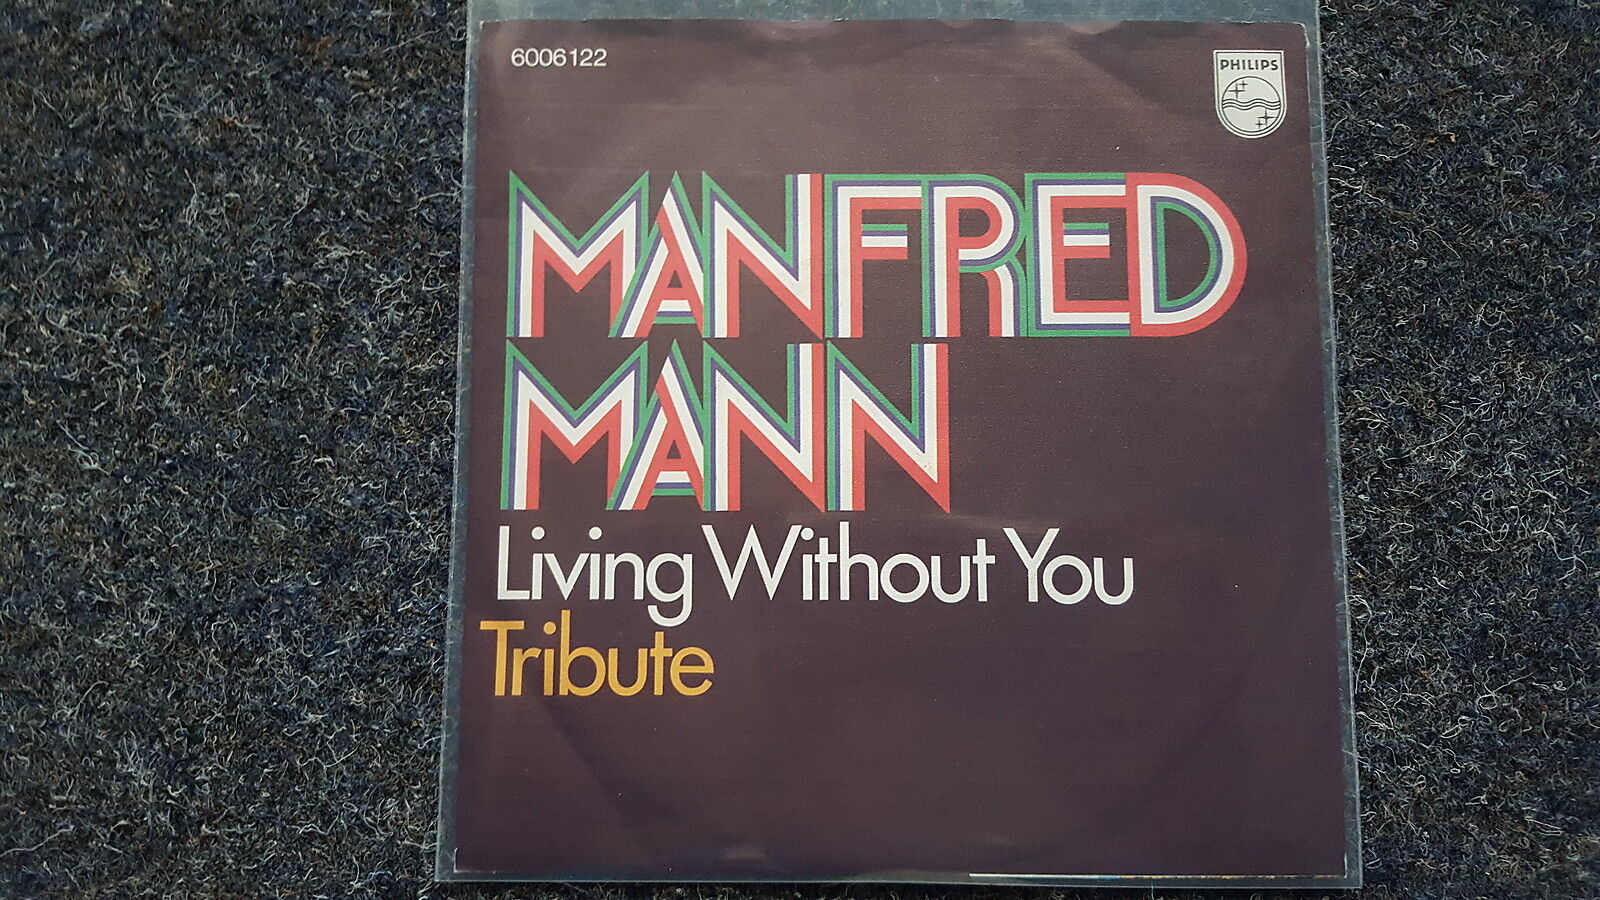 6006122
PHILIPS
MANFRED
MANN
Living Without You
Tribute